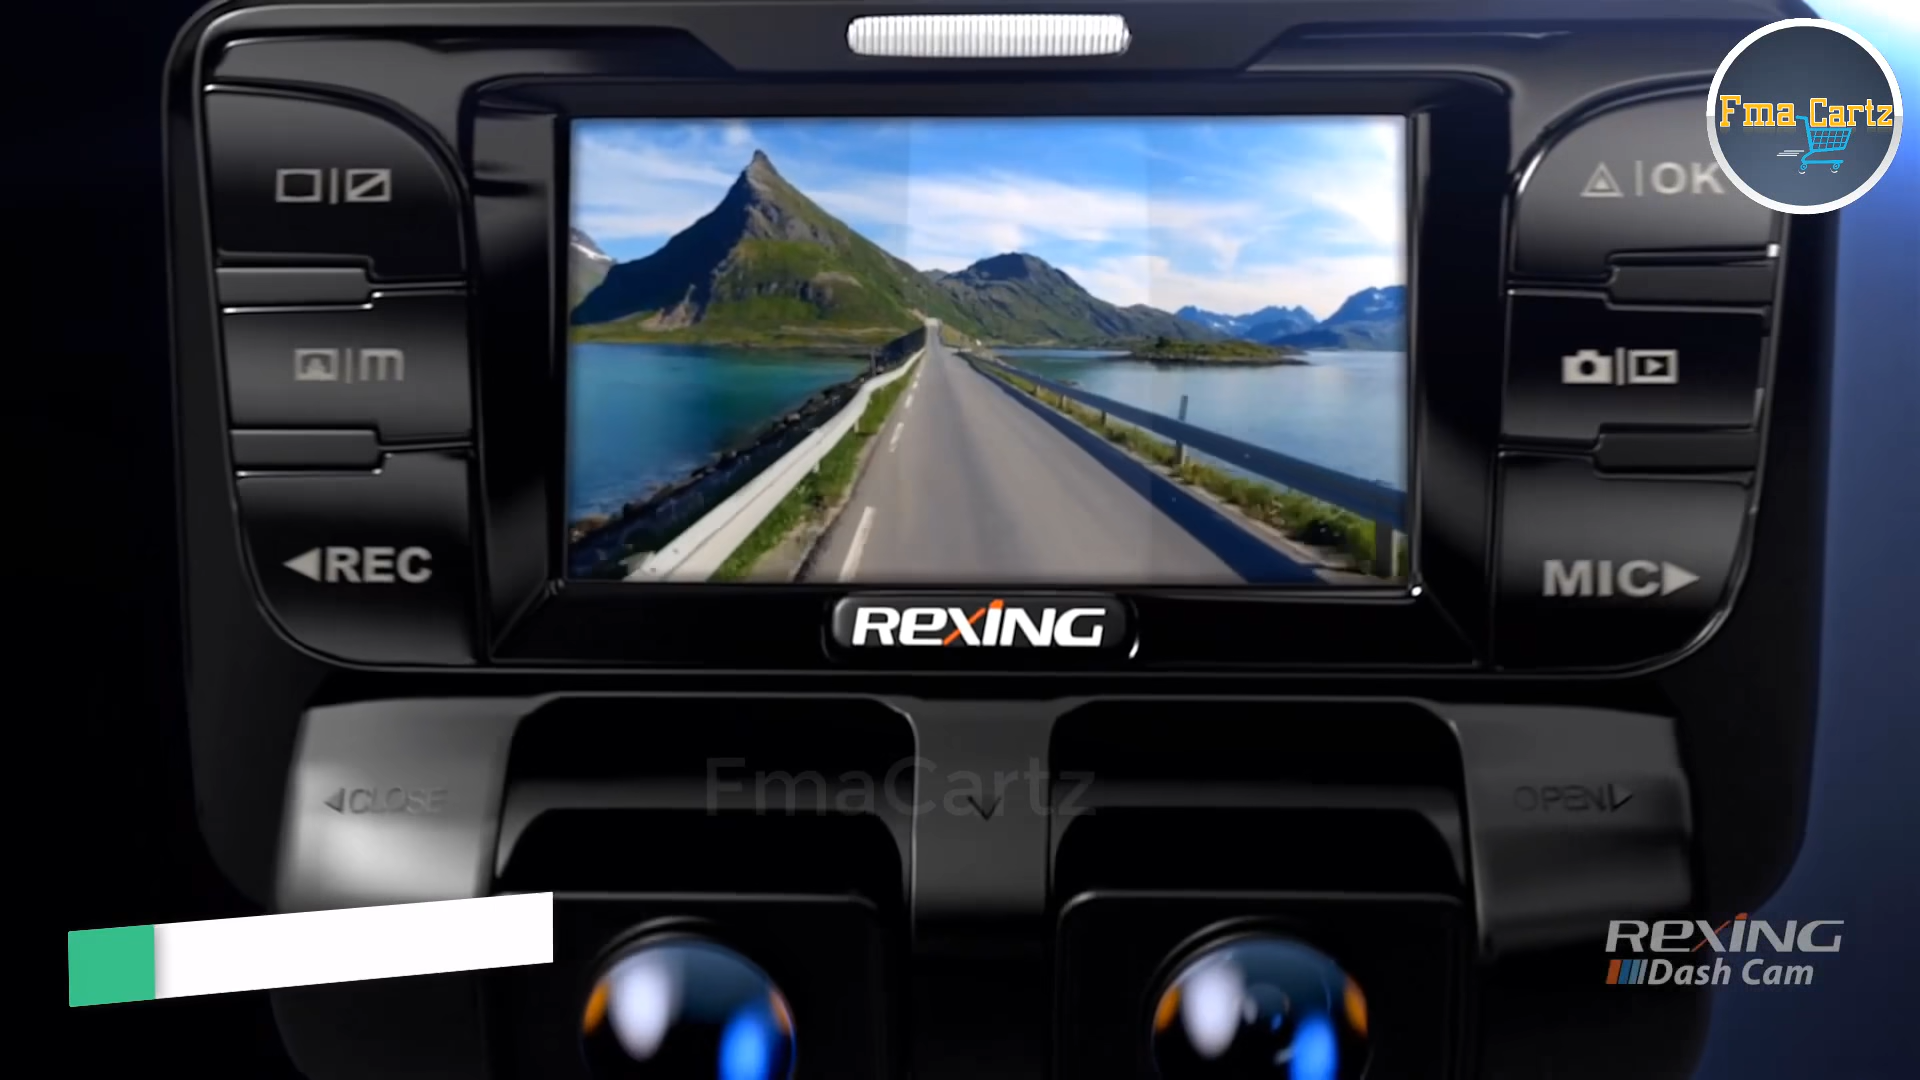 Fma Cartz
OK
m
REC
MIC
REXING
FmaCartz
CLOSE
OPEN
REXING
Dash Cam